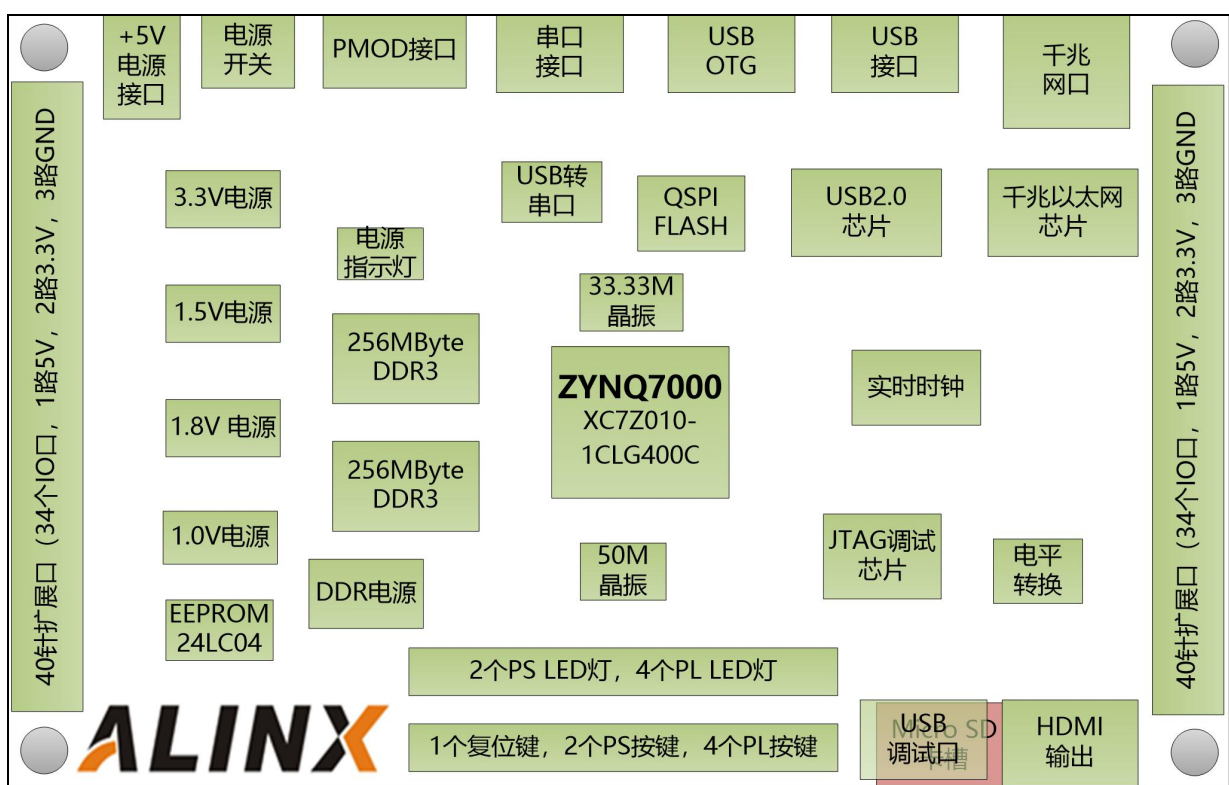 +5V
电源
接口
电源
开关
PMOD接口
串口
接口
USB
OTG
USB
接口
千兆
网口
40针扩展口（34个IO口，1路5V，2路3.3V，3路GND
3.3V电源
电源
指示灯
USB转
串口
QSPI
FLASH
USB2.0
芯片
千兆以太网
芯片
40针扩展口（34个IO口，1路5V，2路3.3V，3路GND
1.5V电源
256MByte
DDR3
33.33M
晶振
ZYNQ7000
XC7Z010-
1CLG400C
实时时钟
1.8V 电源
256MByte
DDR3
1.0V电源
DDR电源
50M
晶振
JTAG调试
芯片
电平
转换
EEPROM
24LC04
2个PS LED灯，4个PL LED灯
ALINX
1个复位键，2个PS按键，4个PL按键
USB
调试口
Micro SD
卡槽
HDMI
输出